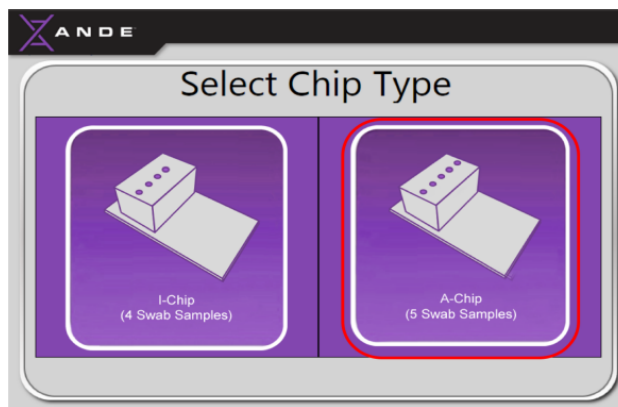 ANDE
Select Chip Type
I-Chip
(4 Swab Samples)
A-Chip
(5 Swab Samples)